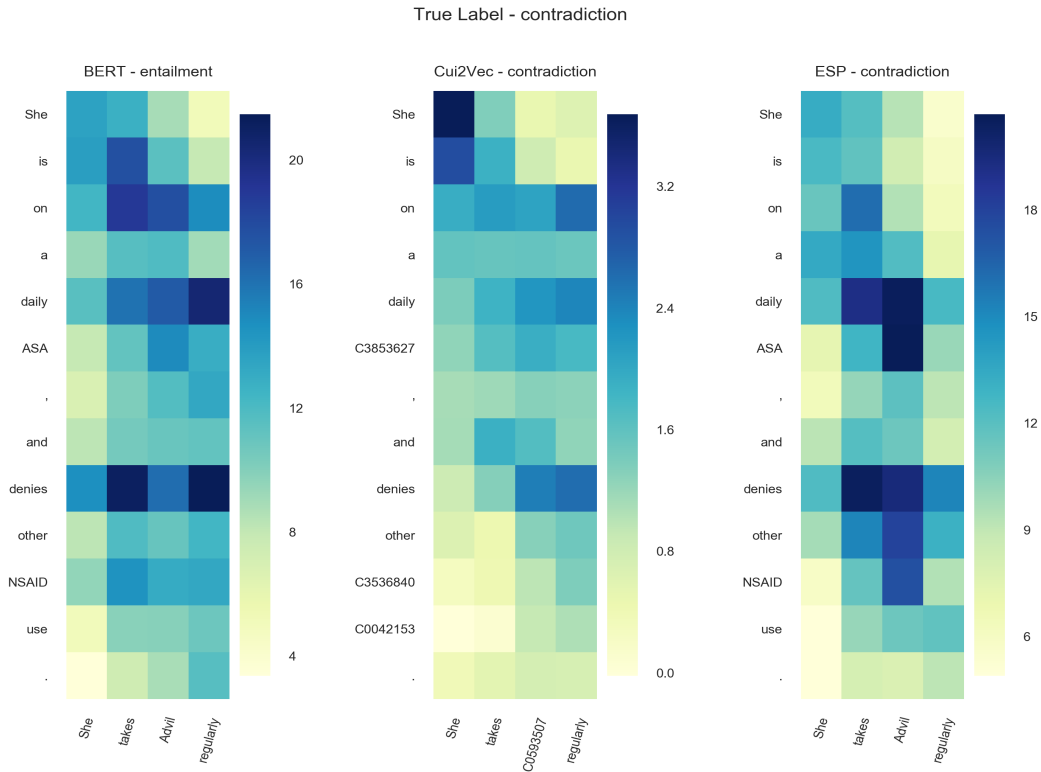 True Label - contradiction
BERT - entailment
She
is
on
a
daily
ASA
,
and
denies
other
NSAID
use
.
She
takes
Advil
regularly
20
16
12
8
4
Cui2Vec - contradiction
She
is
on
a
daily
C3853627
,
and
denies
other
C3536840
C0042153
.
She
takes
C0593507
regularly
3.2
2.4
1.6
0.8
0.0
ESP - contradiction
She
is
on
a
daily
ASA
,
and
denies
other
NSAID
use
.
She
takes
Advil
regularly
18
15
12
9
6